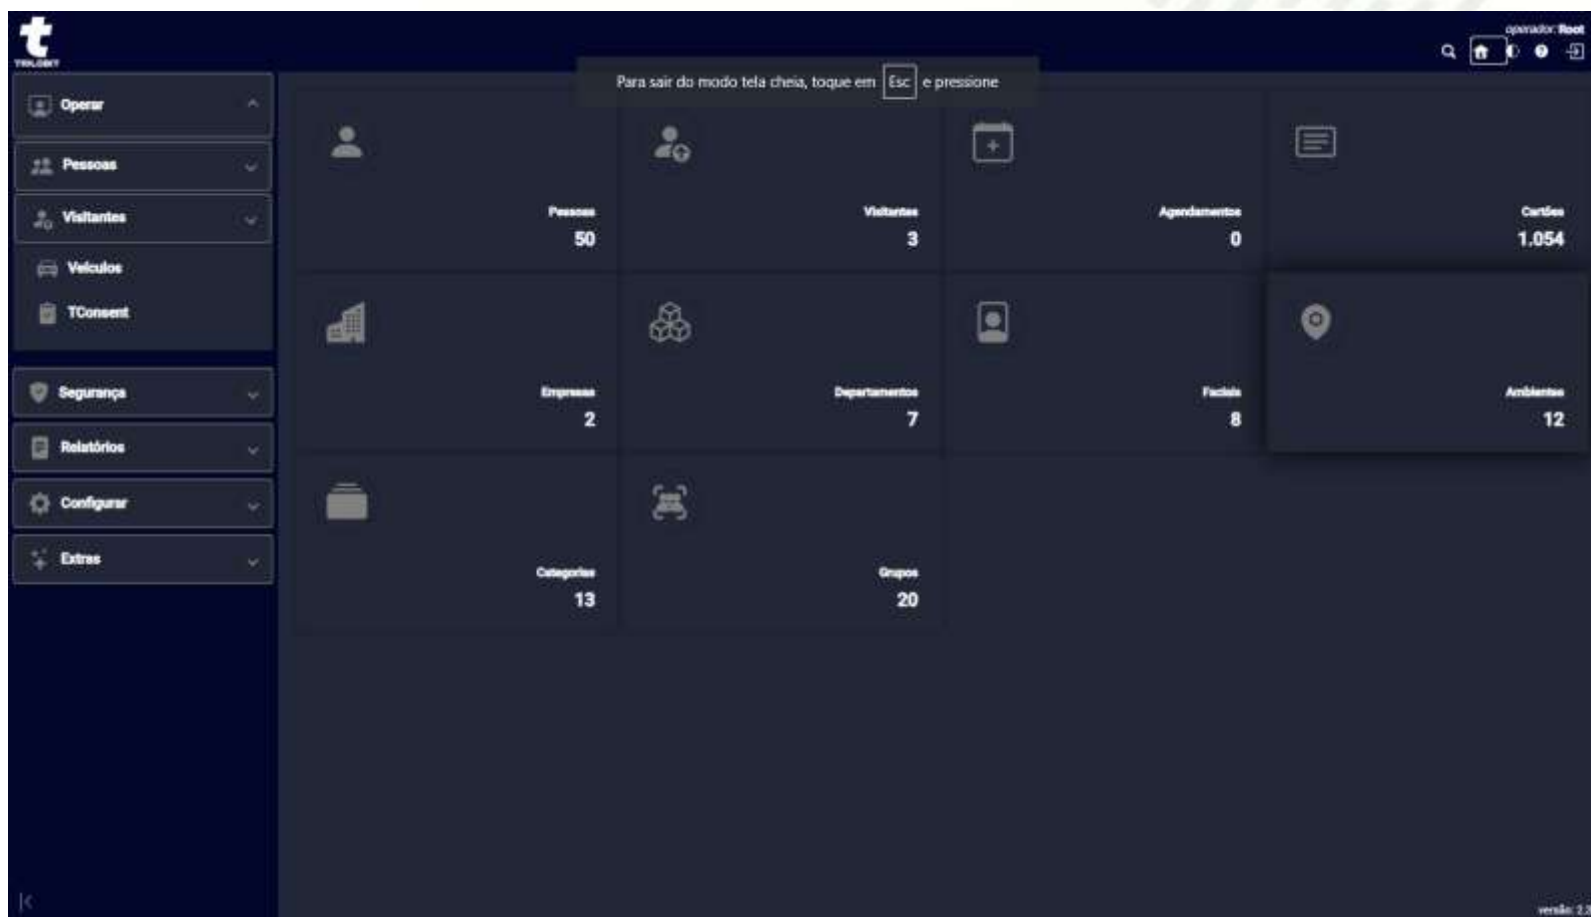 t
TRILOBIT
operador: Root
Para sair do modo tela cheia, toque em Esc e pressione
Operar
Pessoas
Visitantes
Veículos
TConsent
Segurança
Relatórios
Configurar
Extras
Pessoas
50
Visitantes
3
Agendamentos
0
Cartões
1.054
Empresas
2
Departamentos
7
Faciais
8
Ambientes
12
Categorias
13
Grupos
20